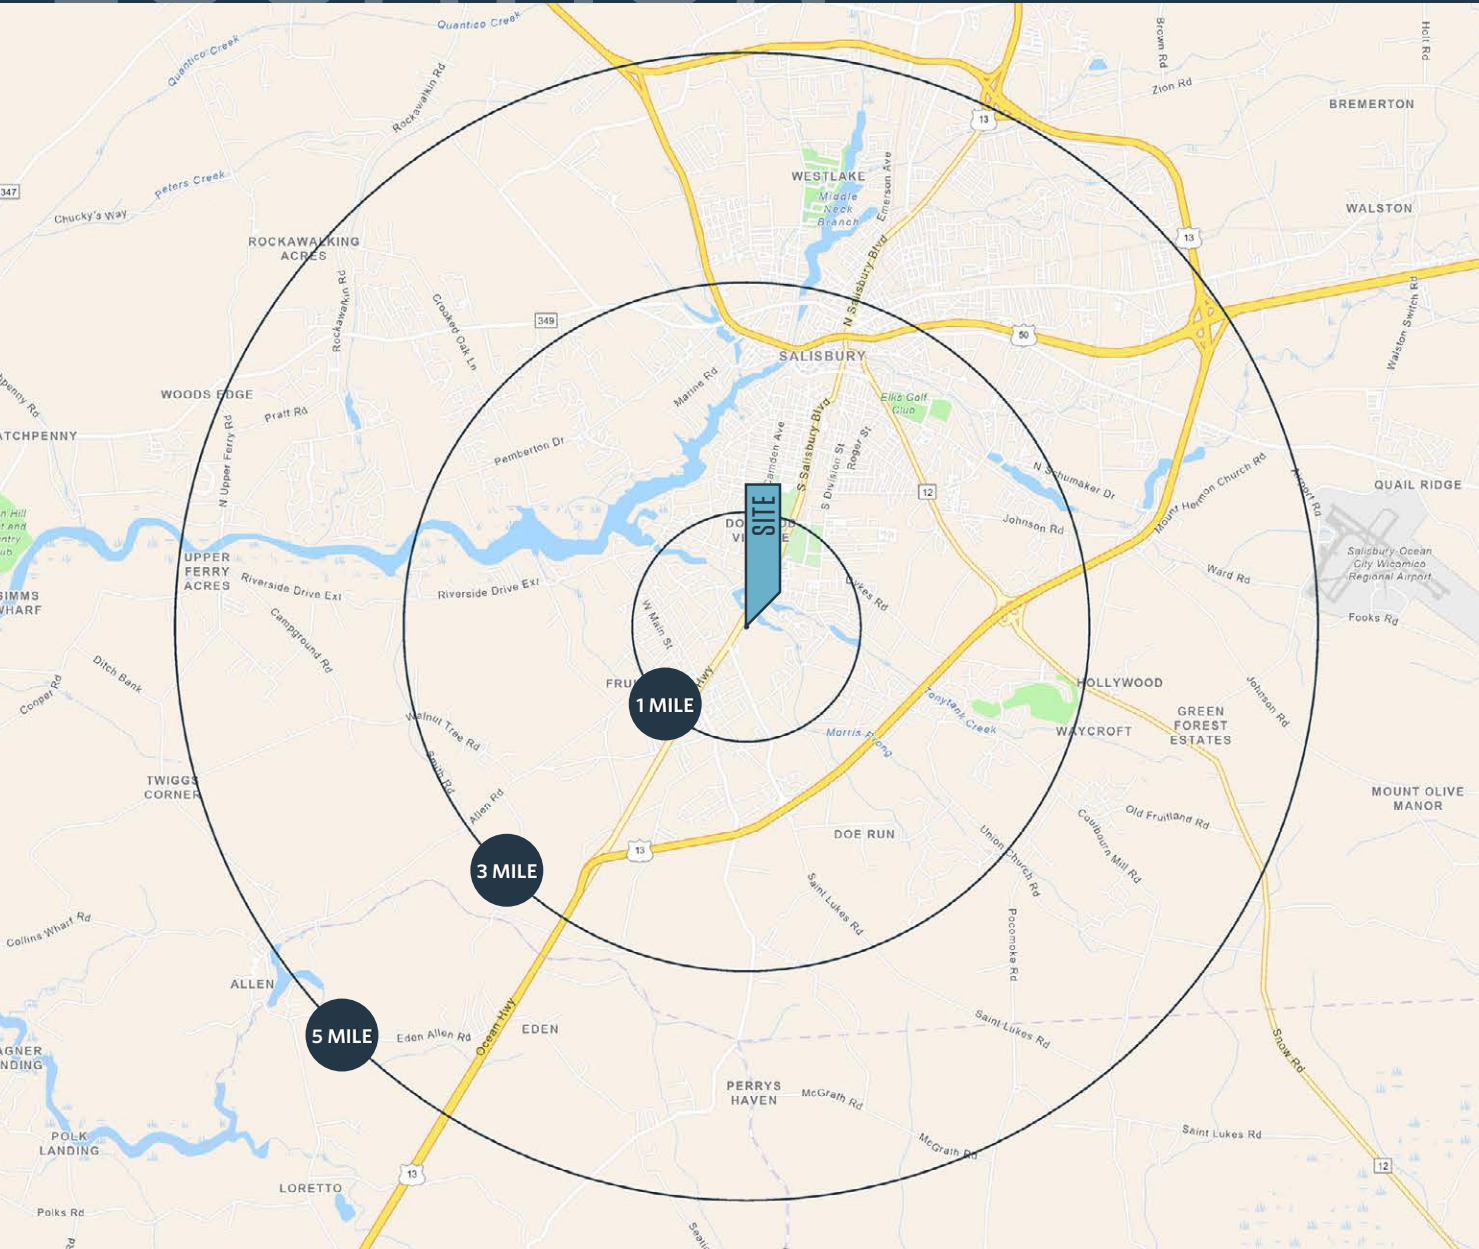 Quantico Creek
Quantico Creek
Rockawalkin Rd
Brown Rd
Holt Rd
Zion Rd
BREMERTON
13
347
Peters Creek
Chucky's Way
WESTLAKE
Middle
Neck
Branch
Emerson Ave
WALSTON
13
ROCKAWALKING
ACRES
Rockawalkin Rd
Crooked Oak Ln
349
N Salisbury Blvd
50
Walston Switch Rd
SALISBURY
WOODS EDGE
Pratt Rd
Marine Rd
Elks Golf
Club
N Upper Ferry Rd
Pemberton Dr
Camden Ave
S Salisbury Blvd
S Division St
Roger St
12
N Schumaker Dr
Johnson Rd
Mount Hermon Church Rd
Airport Rd
QUAIL RIDGE
SITE
Salisbury-Ocean
City Wicomico
Regional Airport
Fooks Rd
Ward Rd
UPPER
FERRY
ACRES
Riverside Drive Ext
Riverside Drive Ext
W Main St
Dykes Rd
Campground Rd
Ditch Bank
Cooper Rd
Hwy
1 MILE
HOLLYWOOD
Tonytank Creek
Morris Prong
WAYCROFT
GREEN
FOREST
ESTATES
Johnson Rd
Walnut Tree Rd
Smith Rd
Allen Rd
TWIGGS
CORNER
MOUNT OLIVE
MANOR
Old Fruitland Rd
Coulbourn Mill Rd
Union Church Rd
DOE RUN
13
3 MILE
Saint Lukes Rd
Pocomoke Rd
Collins Wharf Rd
ALLEN
5 MILE
Eden Allen Rd
Ocean Hwy
EDEN
Saint Lukes Rd
Snow Rd
PERRYS
HAVEN
McGrath Rd
McGrath Rd
Saint Lukes Rd
12
POLK
LANDING
13
LORETTO
Polks Rd
Rd